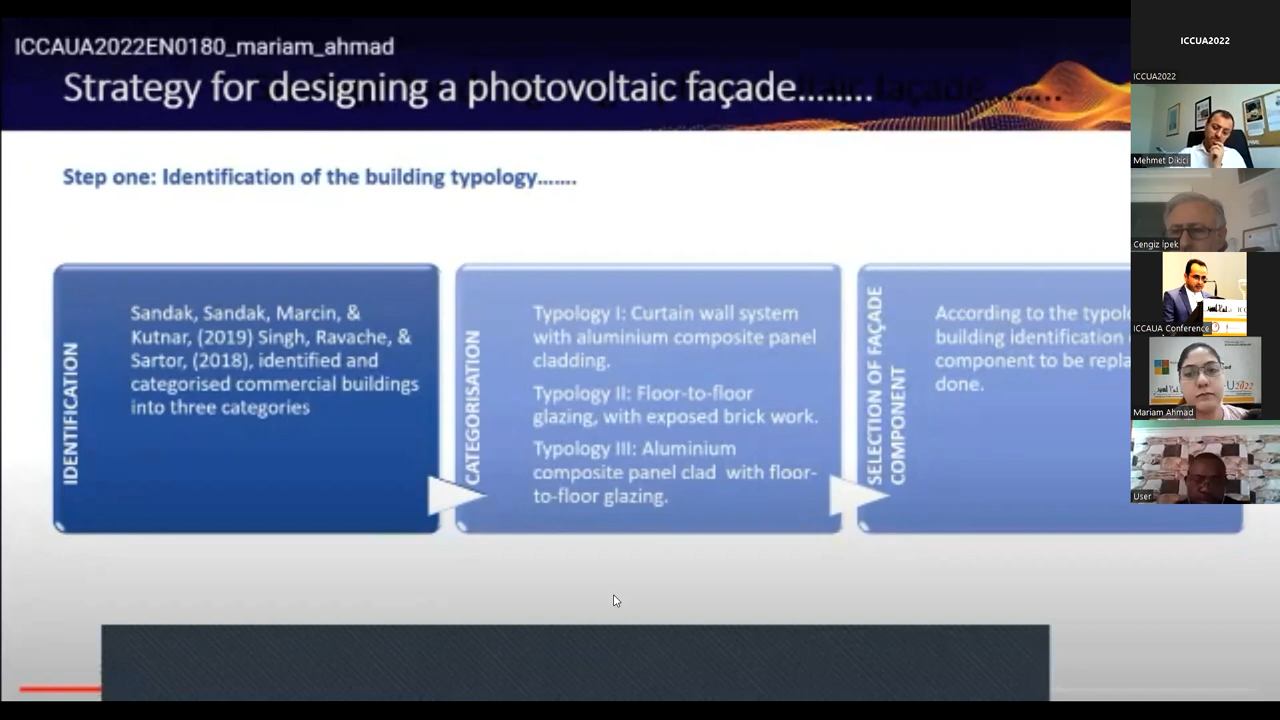 ICCAUA2022EN0180_mariam_ahmad
Strategy for designing a photovoltaic façade........
Step one: Identification of the building typology.......
IDENTIFICATION
Sandak, Sandak, Marcin, &
Kutnar, (2019) Singh, Ravache, &
Sartor, (2018), identified and
categorised commercial buildings
into three categories
CATEGORISATION
Typology I: Curtain wall system
with aluminium composite panel
cladding.
Typology II: Floor-to-floor
glazing, with exposed brick work.
Typology III: Aluminium
composite panel clad with floor-
to-floor glazing.
SELECTION OF FAÇADE
COMPONENT
According to the
building identification
component to be
done.
ICCUA2022
ICCUA2022
Mehmet Dikici
Cengiz İpek
ICCAUA Conference
Mariam Ahmad
User